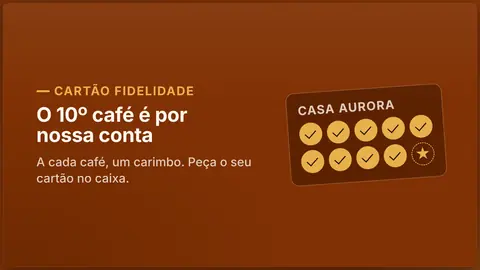 CARTÃO FIDELIDADE
O 10º café é por
nossa conta
A cada café, um carimbo. Peça o seu
cartão no caixa.
CASA AURORA